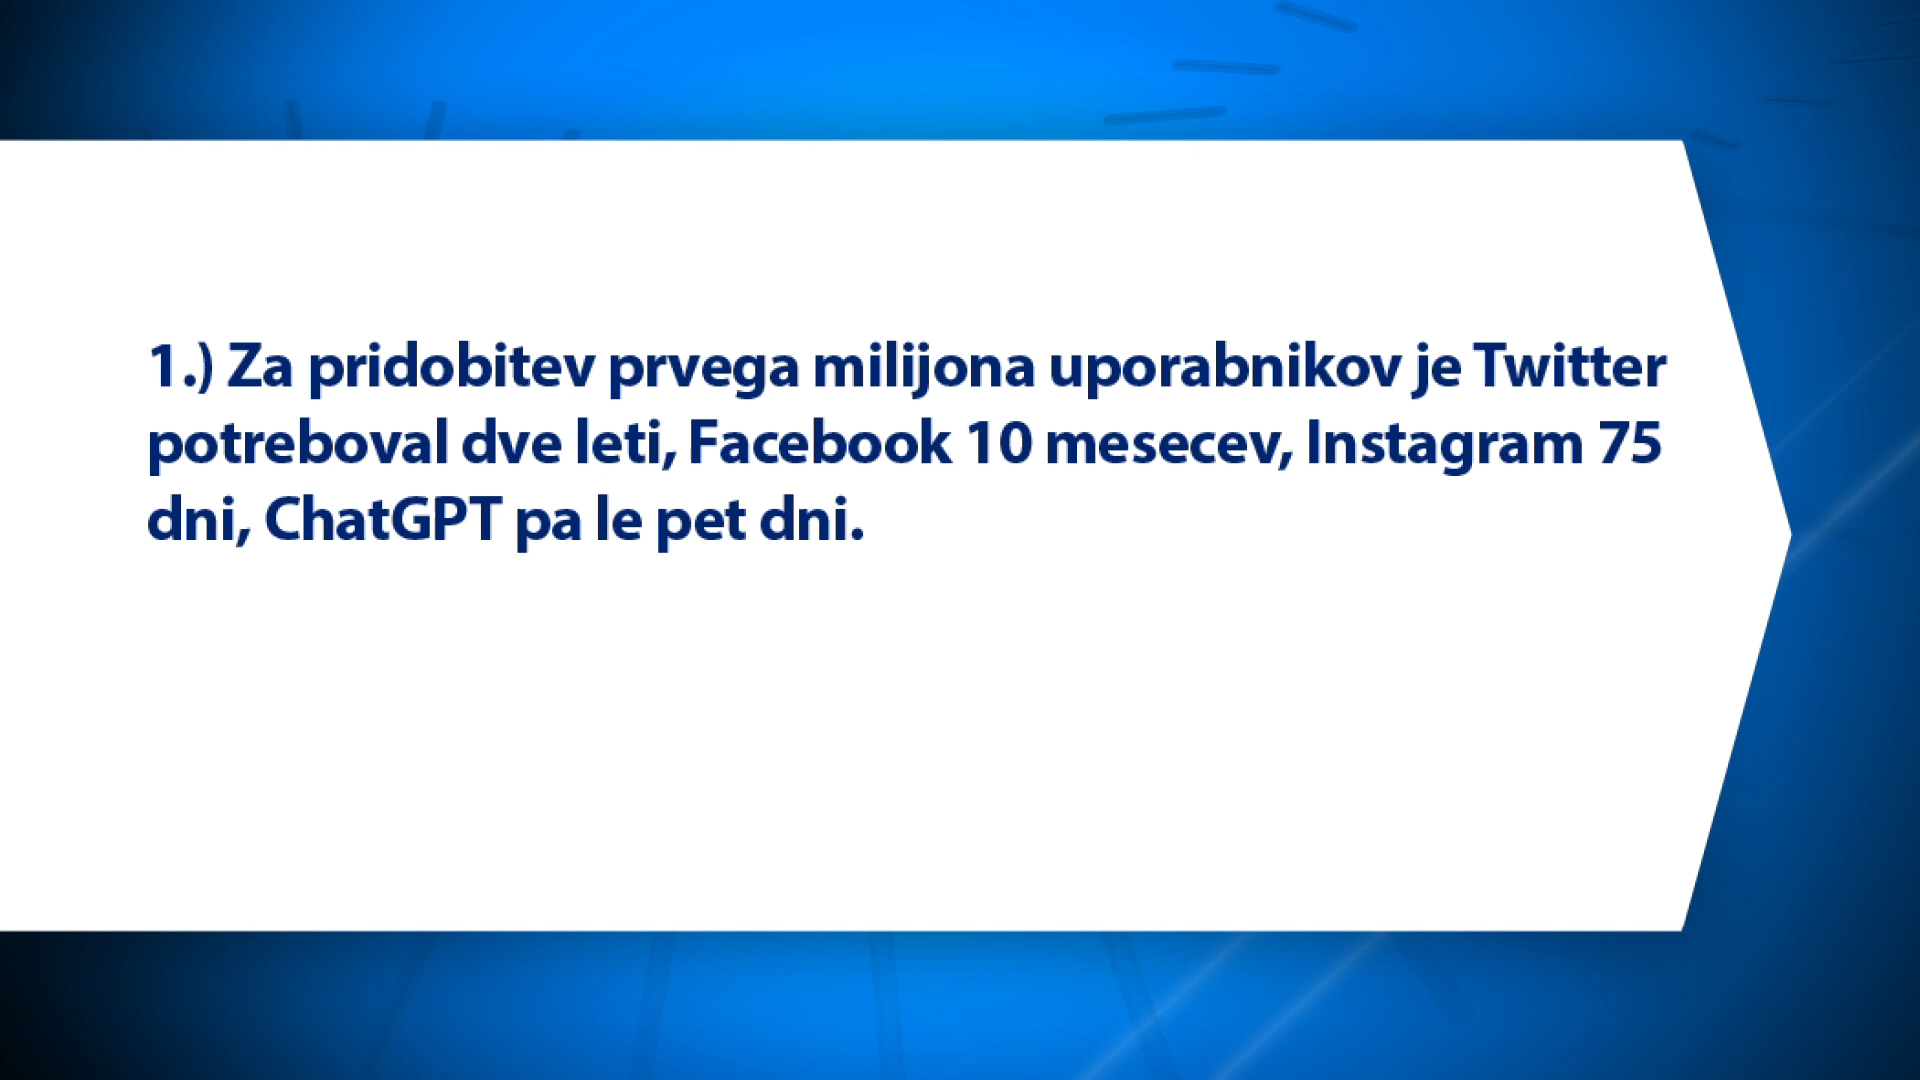 1.) Za pridobitev prvega milijona uporabnikov je Twitter
potreboval dve leti, Facebook 10 mesecev, Instagram 75
dni, ChatGPT pa le pet dni.